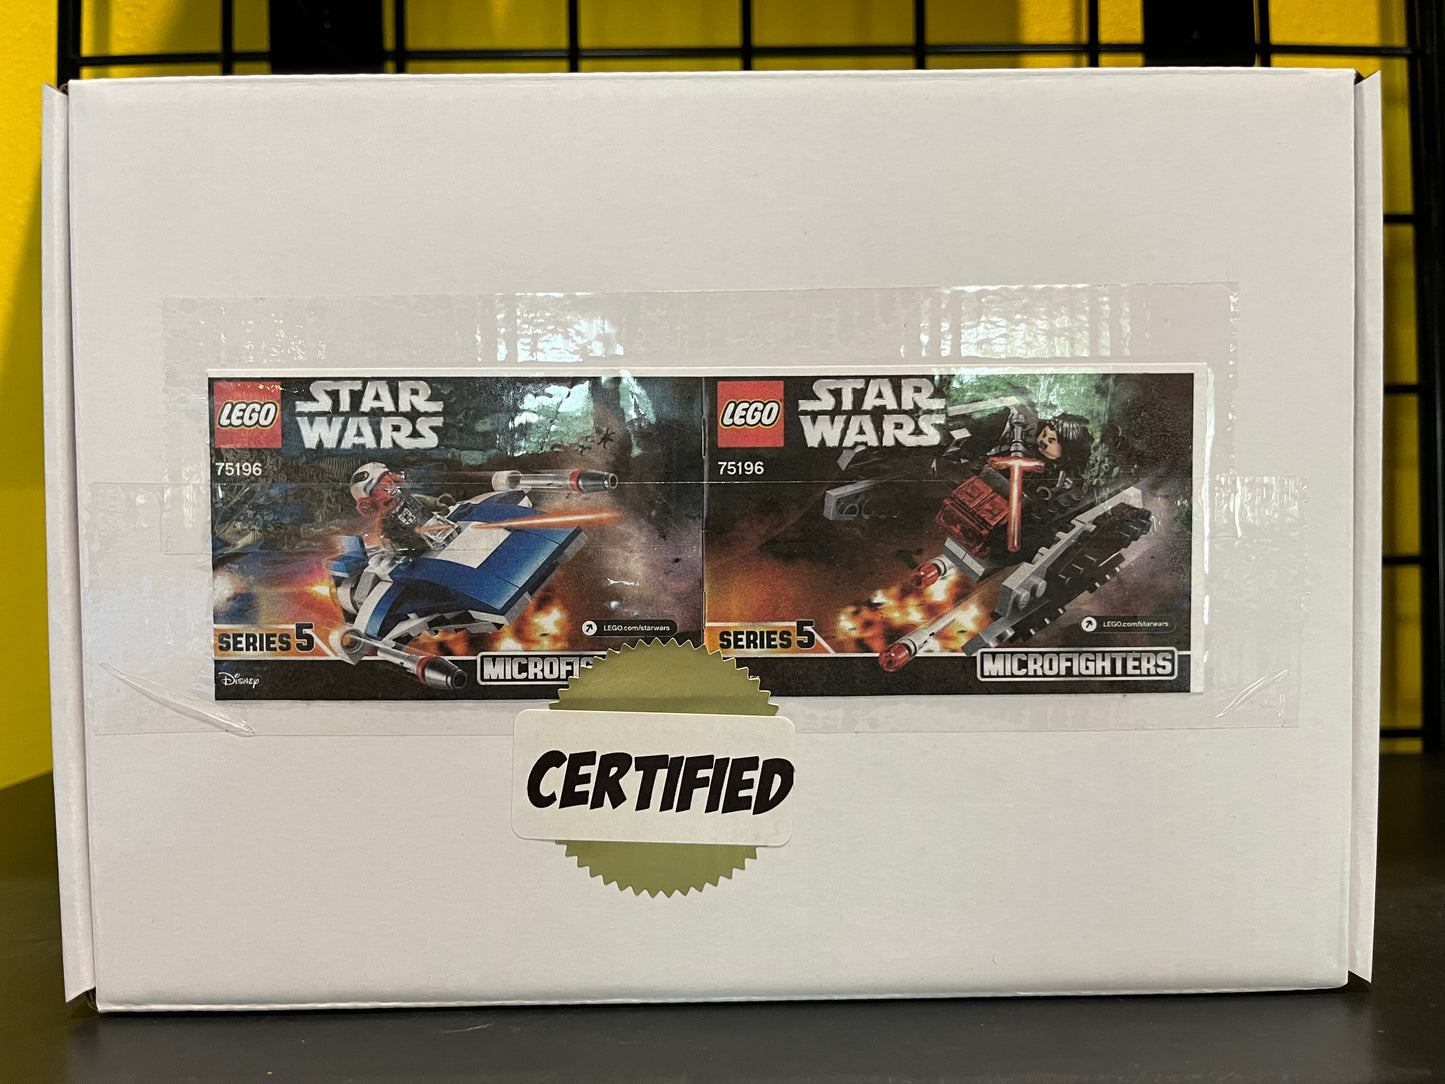 LEGO
STAR
WARS
75196
SERIES 5
LEGO.com/starwars
Disney
LEGO
STAR
WARS
75196
SERIES 5
LEGO.com/starwars
MICROFIGHTERS
CERTIFIED